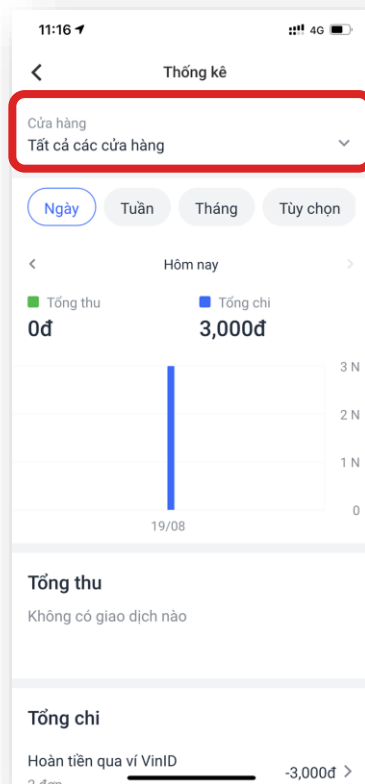 11:16 4G
Thống kê
Cửa hàng
Tất cả các cửa hàng
Ngày Tuần Tháng Tùy chọn
Hôm nay
Tổng thu Tổng chi
0đ 3,000đ
3 N
2 N
1 N
0
19/08
Tổng thu
Không có giao dịch nào
Tổng chi
Hoàn tiền qua ví VinID
-3,000đ